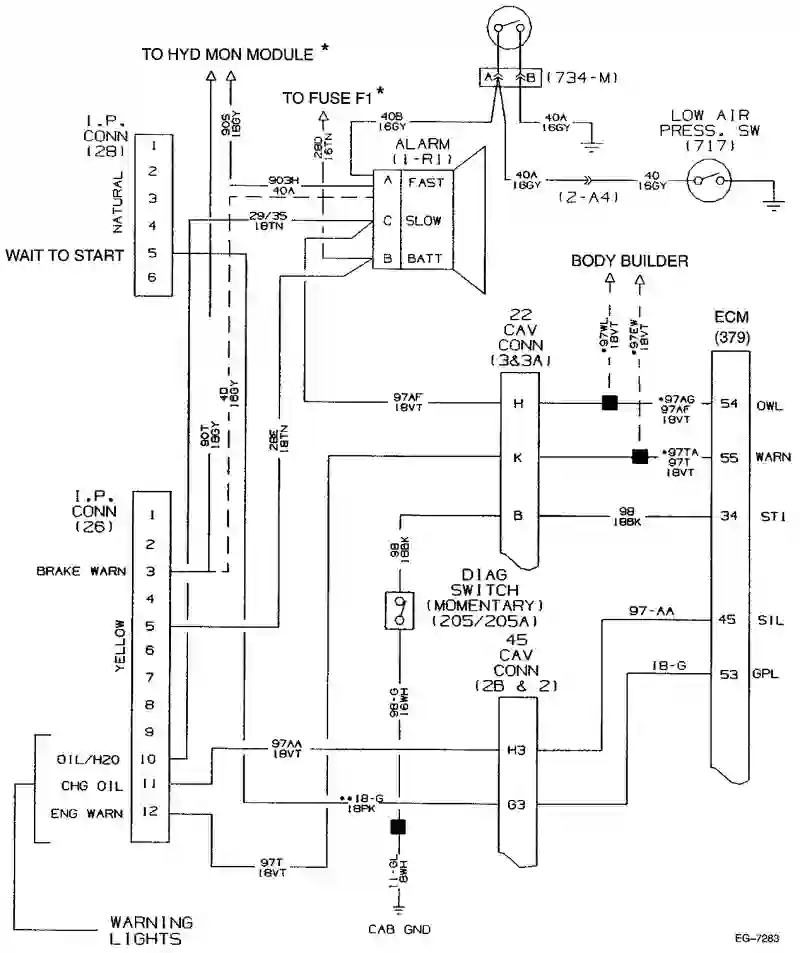 TO HYD MON MODULE *
A B (734-M)
TO FUSE F1*
I.P.
CONN
(28)
NATURAL
1
2
3
4
5
6
WAIT TO START
90S
16GY
28D
16TN
40B
16GY
40A
16GY
LOW AIR
PRESS. SW
(717)
40A
16GY
40
16GY
(2-A4)
ALARM
(1-R1)
A FAST
C SLOW
B BATT
903H
40A
29/35
18TN
BODY BUILDER
*97WL
18VT
*97EW
18VT
22
CAV
CONN
(3&3A)
H
K
B
ECM
(379)
97AF
18VT
*97AG
97AF
18VT
54 OWL
*97TA
97T
18VT
55 WARN
98
18BK
34 STI
97-AA
45 SIL
18-G
53 GPL
90T
16GY
40
16GY
28E
18TN
98
18BK
DIAG
SWITCH
(MOMENTARY)
(205/205A)
45
CAV
CONN
(2B & 2)
H3
G3
98-G
16WH
I.P.
CONN
(26)
YELLOW
1
2
BRAKE WARN 3
4
5
6
7
8
9
OIL/H2O 10
CHG OIL 11
ENG WARN 12
97AA
18VT
**18-G
18PK
97T
18VT
11-GL
8WH
CAB GND
WARNING
LIGHTS
EG-7263